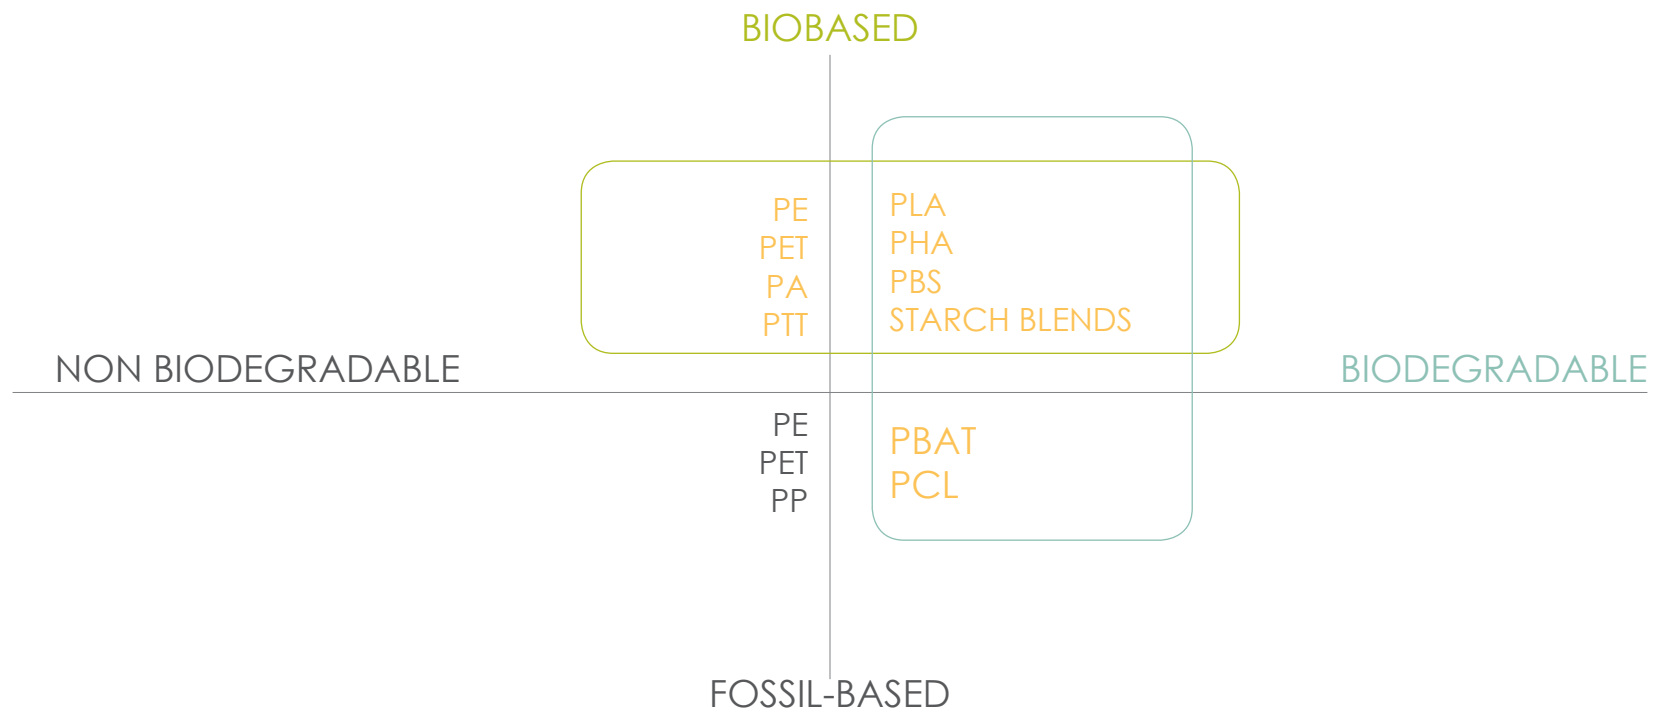 BIOBASED
PE
PET
PA
PTT
PLA
PHA
PBS
STARCH BLENDS
NON BIODEGRADABLE
BIODEGRADABLE
PE
PET
PP
PBAT
PCL
FOSSIL-BASED